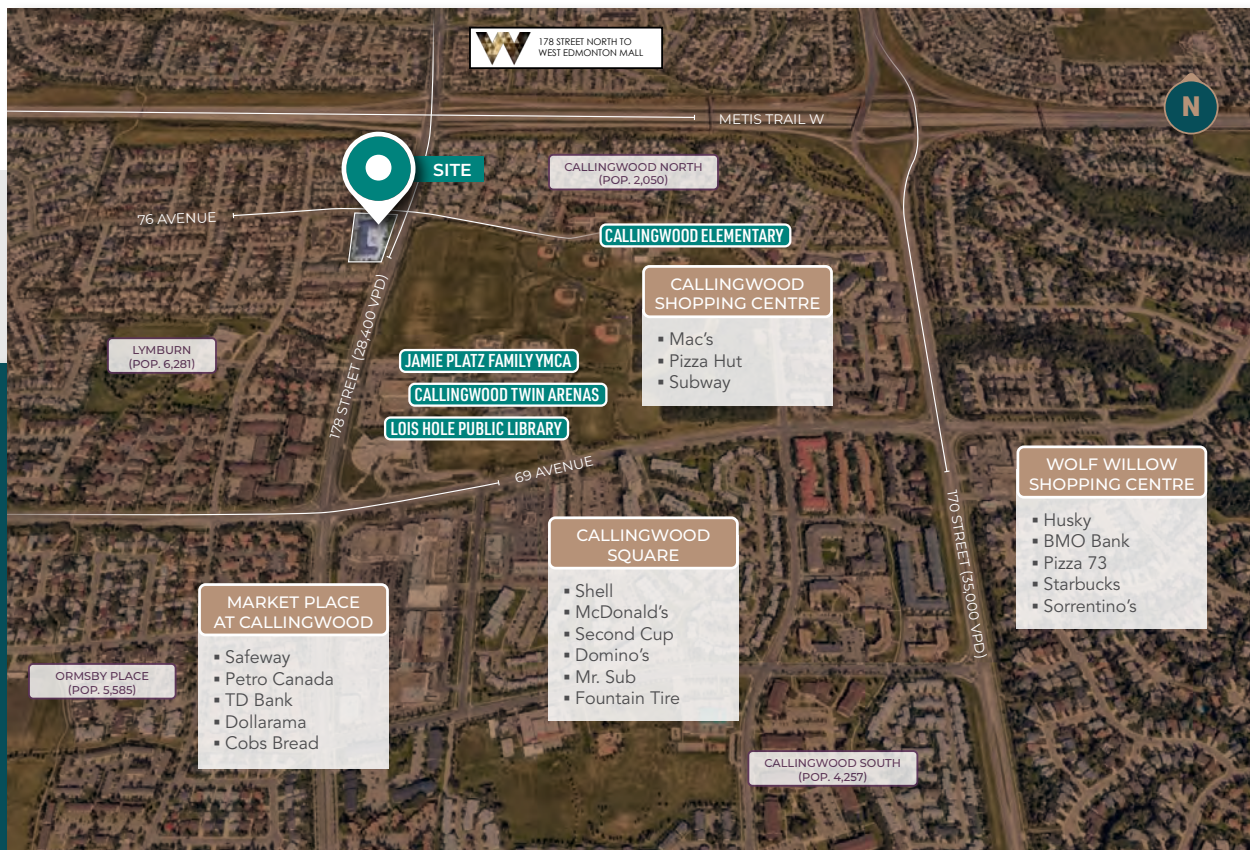 178 STREET NORTH TO
WEST EDMONTON MALL
N
METIS TRAIL W
SITE
CALLINGWOOD NORTH
(POP. 2,050)
76 AVENUE
CALLINGWOOD ELEMENTARY
CALLINGWOOD
SHOPPING CENTRE
▪ Mac's
▪ Pizza Hut
▪ Subway
178 STREET (28,400 VPD)
LYMBURN
(POP. 6,281)
JAMIE PLATZ FAMILY YMCA
CALLINGWOOD TWIN ARENAS
LOIS HOLE PUBLIC LIBRARY
69 AVENUE
WOLF WILLOW
SHOPPING CENTRE
▪ Husky
▪ BMO Bank
▪ Pizza 73
▪ Starbucks
▪ Sorrentino's
170 STREET (35,000 VPD)
CALLINGWOOD
SQUARE
▪ Shell
▪ McDonald's
▪ Second Cup
▪ Domino's
▪ Mr. Sub
▪ Fountain Tire
MARKET PLACE
AT CALLINGWOOD
▪ Safeway
▪ Petro Canada
▪ TD Bank
▪ Dollarama
▪ Cobs Bread
ORMSBY PLACE
(POP. 5,585)
CALLINGWOOD SOUTH
(POP. 4,257)